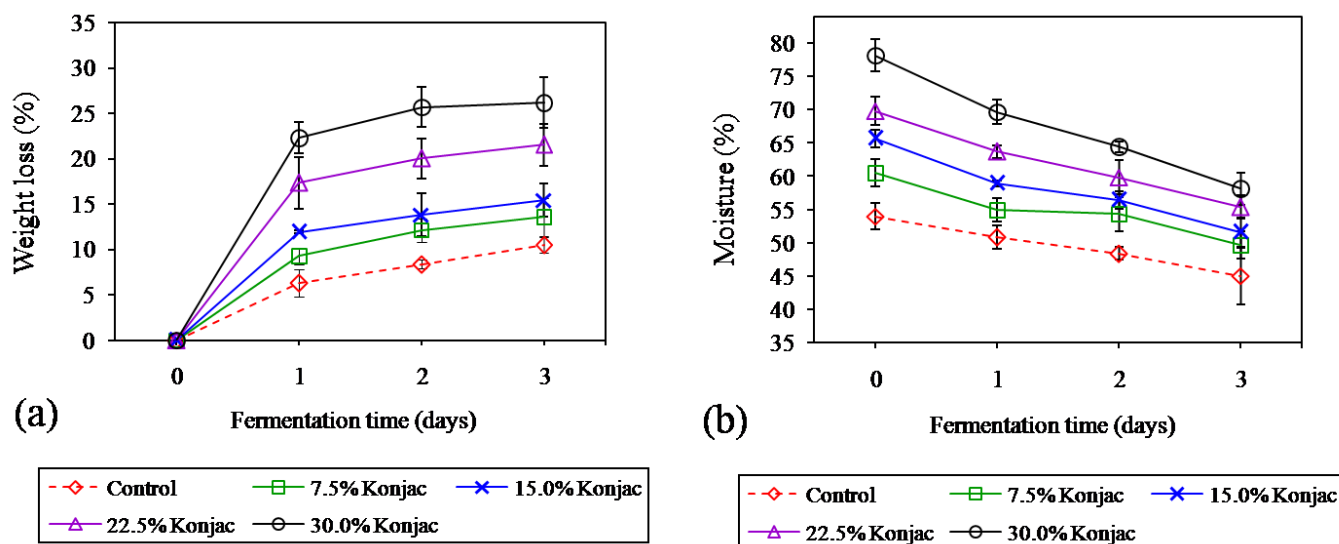 35
30
25
20
15
10
5
0
Weight loss (%)
0 1 2 3
Fermentation time (days)
(a)
Control 7.5% Konjac 15.0% Konjac
22.5% Konjac 30.0% Konjac
80
75
70
65
60
55
50
45
40
35
Moisture (%)
0 1 2 3
Fermentation time (days)
(b)
Control 7.5% Konjac 15.0% Konjac
22.5% Konjac 30.0% Konjac